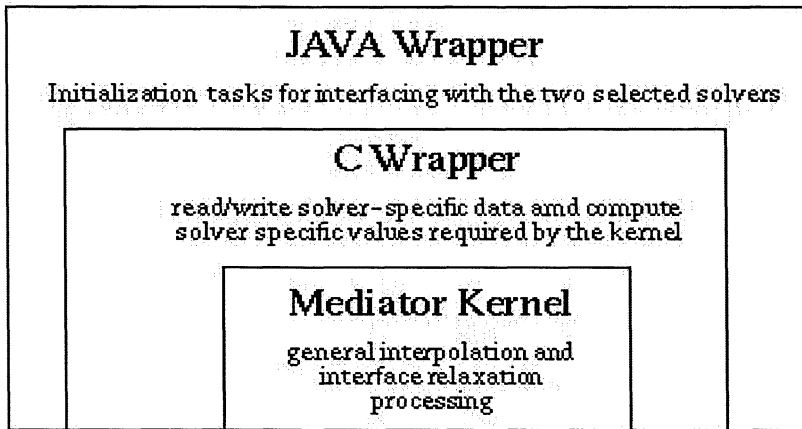 JAVA Wrapper
Initialization tasks for interfacing with the two selected solvers
C Wrapper
read/write solver-specific data amd compute
solver specific values required by the kernel
Mediator Kernel
general interpolation and
interface relaxation
processing